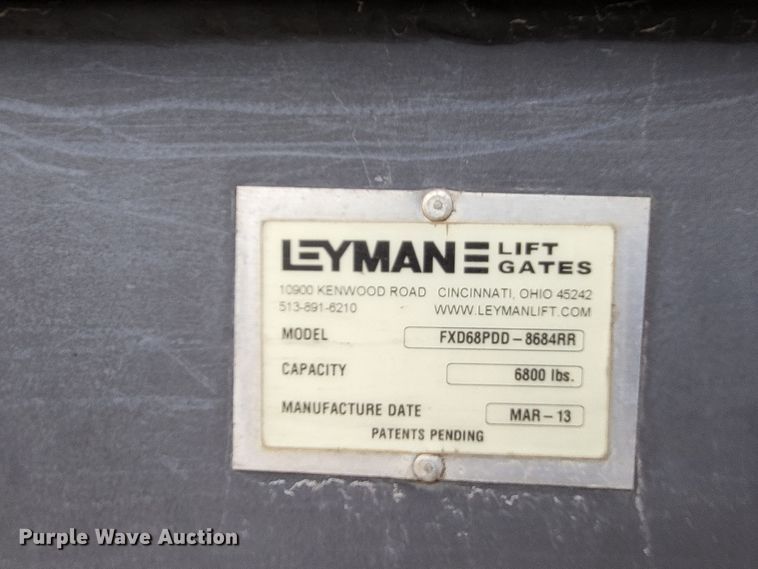 LEYMAN LIFT GATES
10900 KENWOOD ROAD CINCINNATI, OHIO 45242
513-891-6210 WWW.LEYMANLIFT.COM
MODEL FXD68PDD-8684RR
CAPACITY 6800 lbs.
MANUFACTURE DATE MAR-13
PATENTS PENDING
Purple Wave Auction